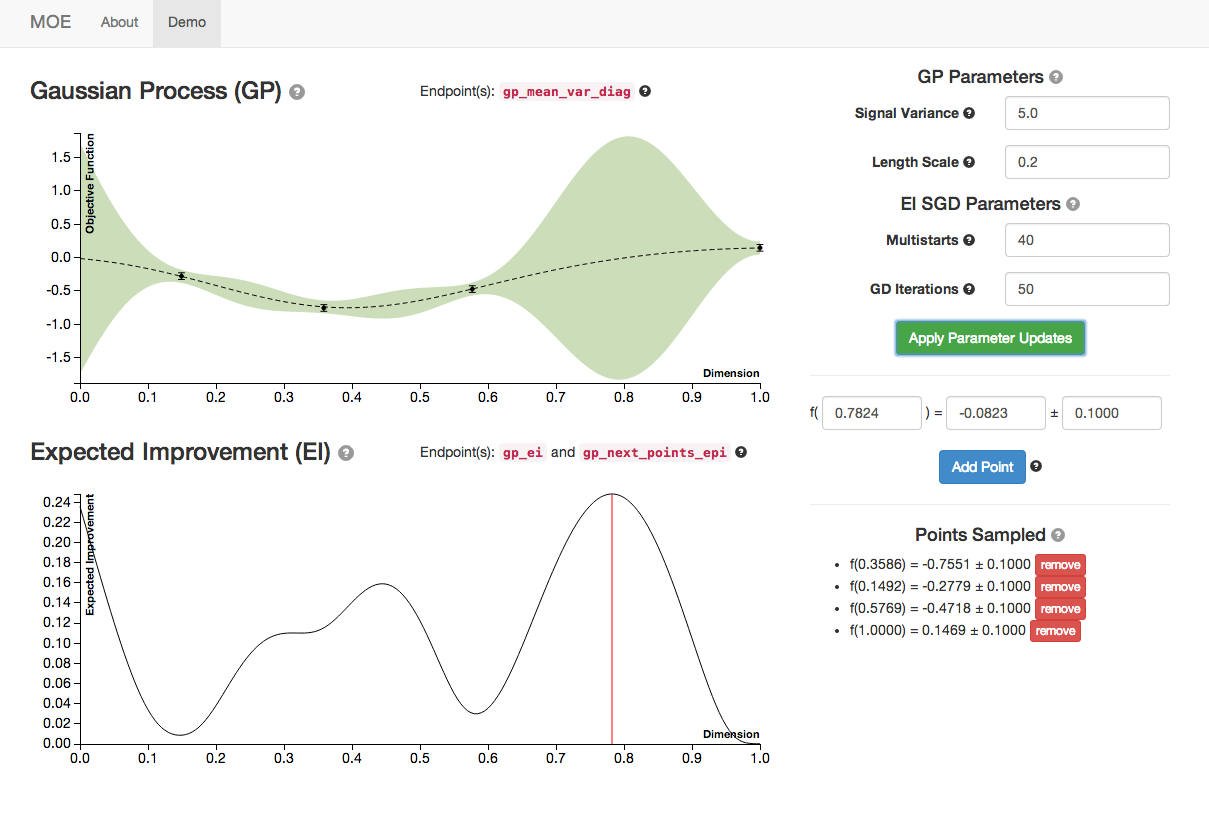 MOE About Demo
Gaussian Process (GP) ?
Endpoint(s): gp_mean_var_diag ?
Objective Function
1.5
1.0
0.5
0.0
-0.5
-1.0
-1.5
Dimension
0.0 0.1 0.2 0.3 0.4 0.5 0.6 0.7 0.8 0.9 1.0
Expected Improvement (EI) ?
Endpoint(s): gp_ei and gp_next_points_epi ?
Expected Improvement
0.24
0.22
0.20
0.18
0.16
0.14
0.12
0.10
0.08
0.06
0.04
0.02
0.00
Dimension
0.0 0.1 0.2 0.3 0.4 0.5 0.6 0.7 0.8 0.9 1.0
GP Parameters ?
Signal Variance ? 5.0
Length Scale ? 0.2
EI SGD Parameters ?
Multistarts ? 40
GD Iterations ? 50
Apply Parameter Updates
f( 0.7824 ) = -0.0823 ± 0.1000
Add Point ?
Points Sampled ?
• f(0.3586) = -0.7551 ± 0.1000 remove
• f(0.1492) = -0.2779 ± 0.1000 remove
• f(0.5769) = -0.4718 ± 0.1000 remove
• f(1.0000) = 0.1469 ± 0.1000 remove